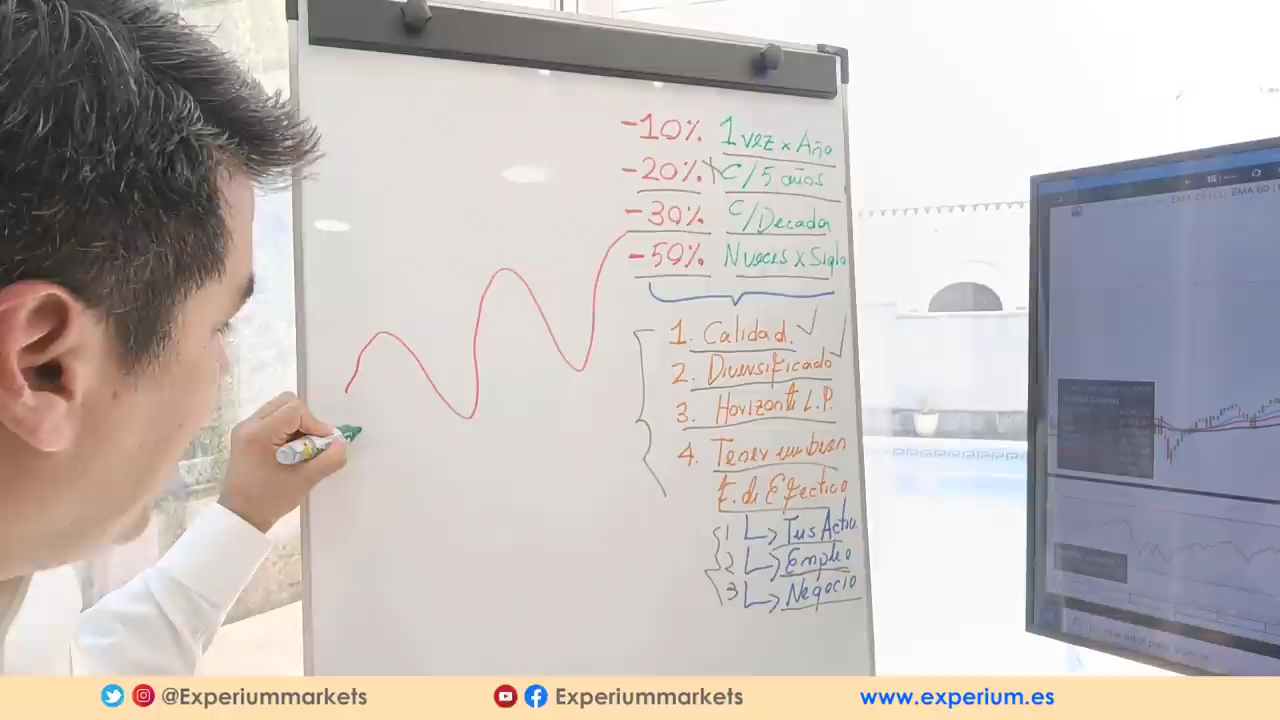 -10% 1 vez x Año
-20% C/5 años
-30% C/Decada
-50% Nveces x Siglo
1. Calidad.
2. Diversificado
3. Horizonte L.P.
4. Tener un buen
f. de Efectivo
1 Tus Activ.
2 Empleo
3 Negocio
@Experiummarkets
Experiummarkets
www.experium.es